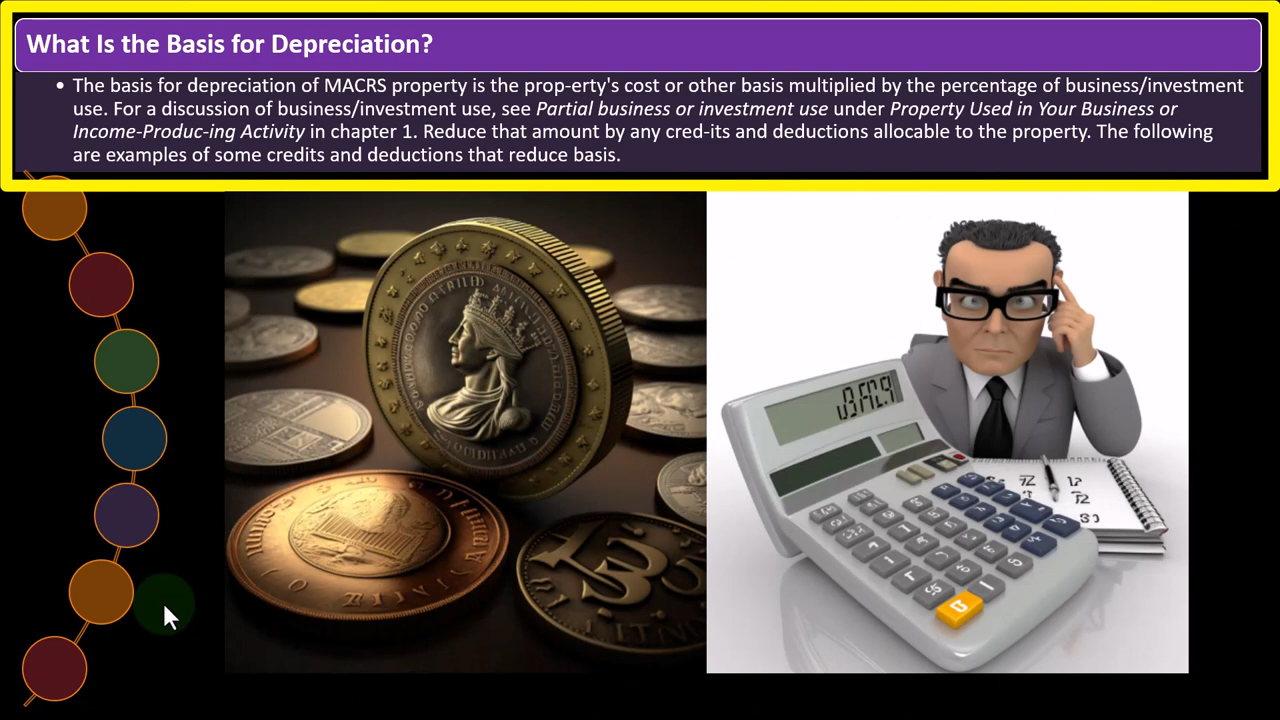 What Is the Basis for Depreciation?
• The basis for depreciation of MACRS property is the prop-erty's cost or other basis multiplied by the percentage of business/investment
use. For a discussion of business/investment use, see Partial business or investment use under Property Used in Your Business or
Income-Produc-ing Activity in chapter 1. Reduce that amount by any cred-its and deductions allocable to the property. The following
are examples of some credits and deductions that reduce basis.